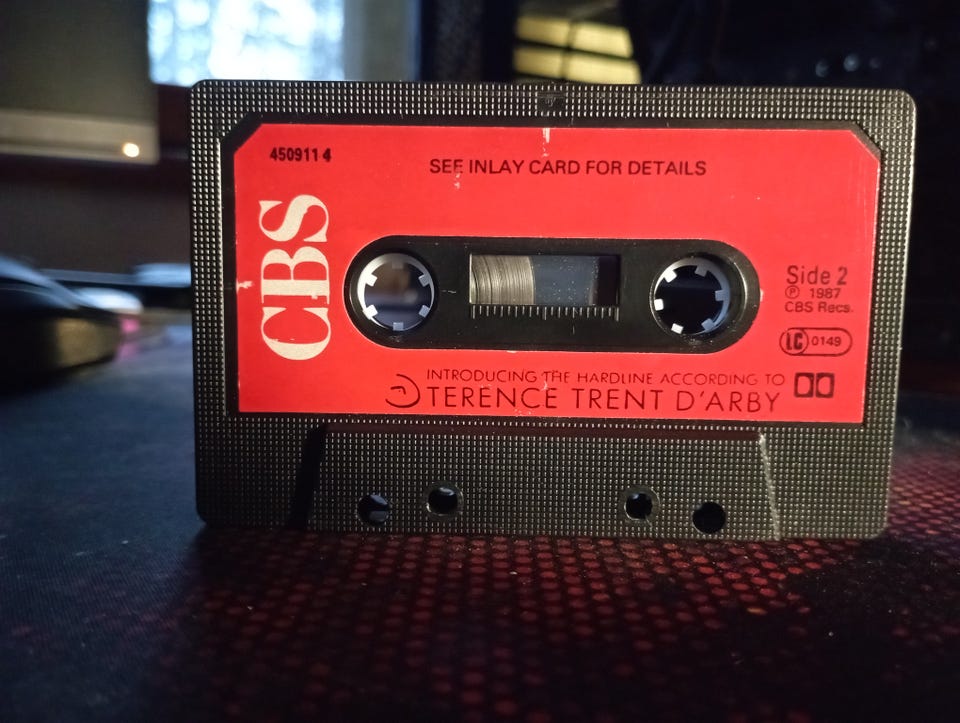 450911 4
SEE INLAY CARD FOR DETAILS
CBS
Side 2
Ⓟ 1987
CBS Recs.
LC 0149
INTRODUCING THE HARDLINE ACCORDING TO
TERENCE TRENT D'ARBY